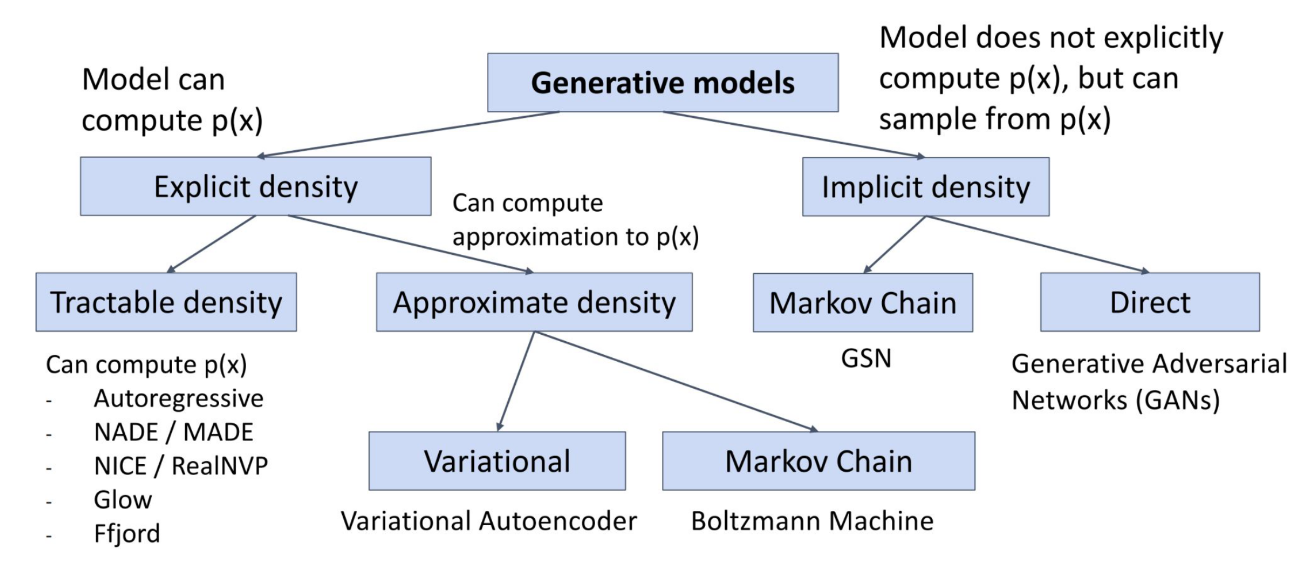 Generative models
Model can
compute p(x)
Model does not explicitly
compute p(x), but can
sample from p(x)
Explicit density
Implicit density
Can compute
approximation to p(x)
Tractable density
Approximate density
Markov Chain
Direct
Can compute p(x)
- Autoregressive
- NADE / MADE
- NICE / RealNVP
- Glow
- Ffjord
GSN
Generative Adversarial
Networks (GANs)
Variational
Markov Chain
Variational Autoencoder
Boltzmann Machine